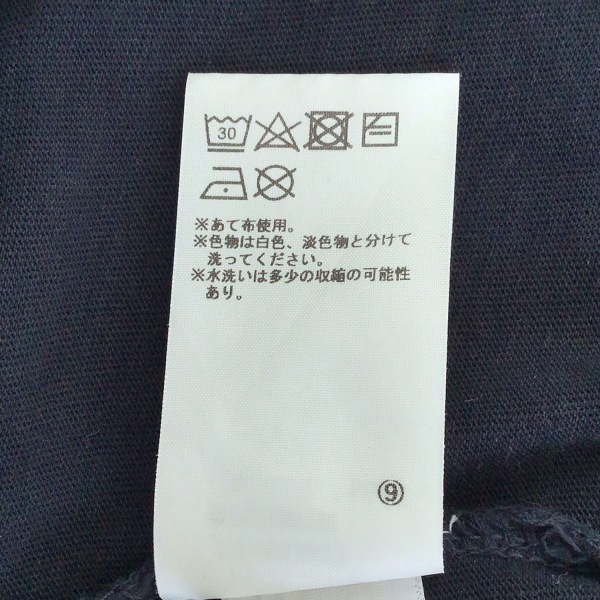 30
※あて布使用。
※色物は白色、淡色物と分けて
洗ってください。
※水洗いは多少の収縮の可能性
あり。
⑨